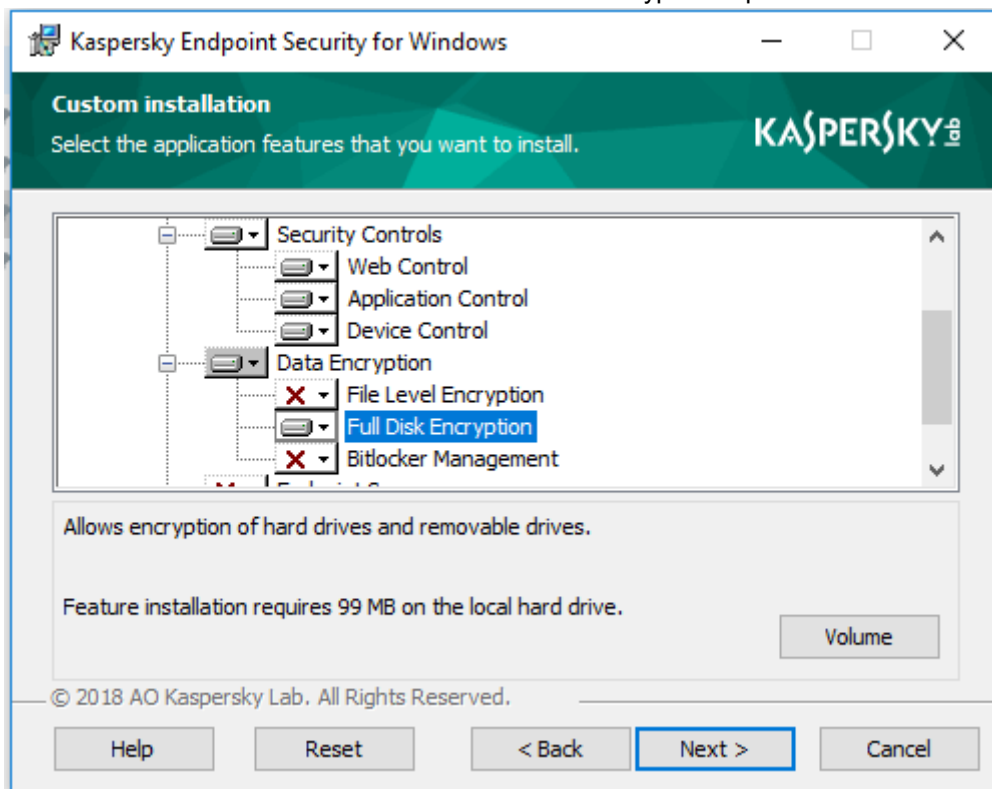 Kaspersky Endpoint Security for Windows
Custom installation
Select the application features that you want to install.
KASPERSKY lab
Security Controls
Web Control
Application Control
Device Control
Data Encryption
File Level Encryption
Full Disk Encryption
Bitlocker Management
Allows encryption of hard drives and removable drives.
Feature installation requires 99 MB on the local hard drive.
Volume
© 2018 AO Kaspersky Lab. All Rights Reserved.
Help
Reset
< Back
Next >
Cancel